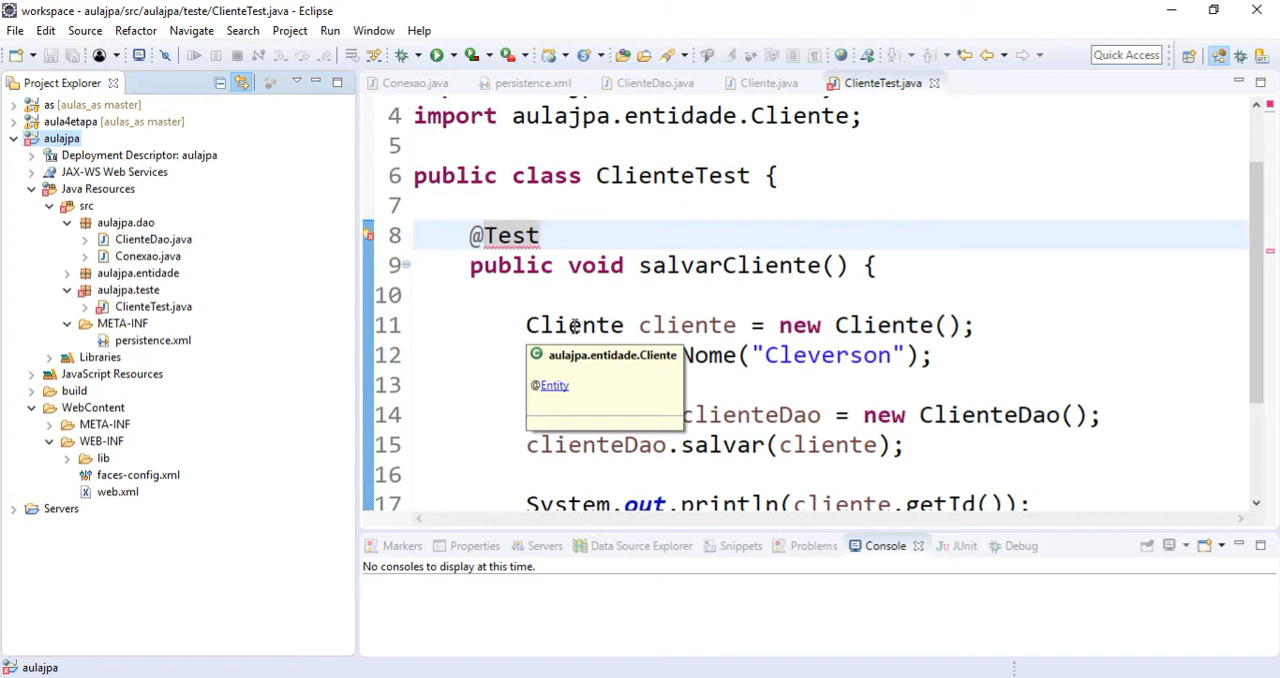 workspace - aulajpa/src/aulajpa/teste/ClienteTest.java - Eclipse
File Edit Source Refactor Navigate Search Project Run Window Help
Quick Access
Project Explorer
Conexao.java persistence.xml ClienteDao.java Cliente.java ClienteTest.java
as [aulas_as master]
aula4etapa [aulas_as master]
aulajpa
Deployment Descriptor: aulajpa
JAX-WS Web Services
Java Resources
src
aulajpa.dao
ClienteDao.java
Conexao.java
aulajpa.entidade
aulajpa.teste
ClienteTest.java
META-INF
persistence.xml
Libraries
JavaScript Resources
build
WebContent
META-INF
WEB-INF
lib
faces-config.xml
web.xml
Servers
4 import aulajpa.entidade.Cliente;
5
6 public class ClienteTest {
7
8 @Test
9 public void salvarCliente() {
10
11 Cliente cliente = new Cliente();
12 Nome("Cleverson");
13
14 clienteDao = new ClienteDao();
15 clienteDao.salvar(cliente);
16
17 System.out.println(cliente.getId());
aulajpa.entidade.Cliente
@Entity
Markers Properties Servers Data Source Explorer Snippets Problems Console JUnit Debug
No consoles to display at this time.
aulajpa